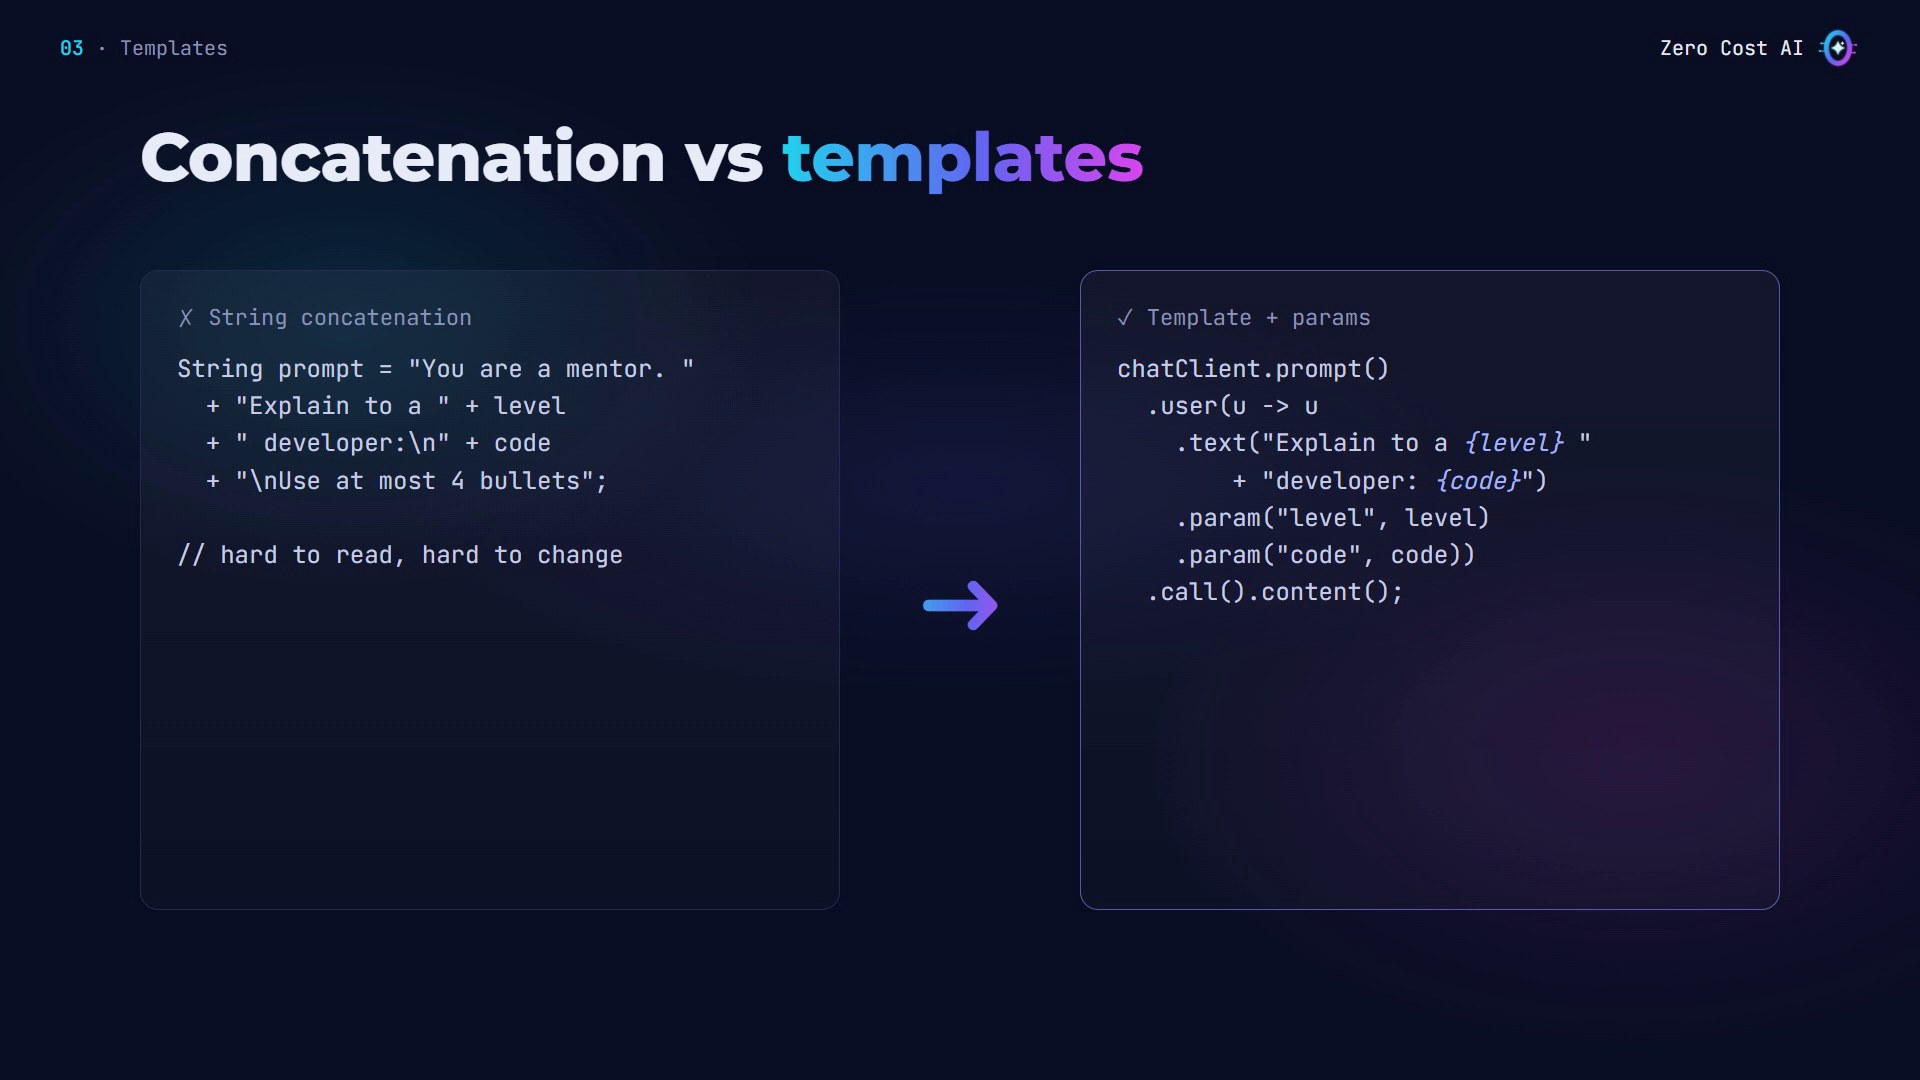 03 · Templates
Zero Cost AI
Concatenation vs templates
✗ String concatenation
String prompt = "You are a mentor. "
  + "Explain to a " + level
  + " developer:\n" + code
  + "\nUse at most 4 bullets";
// hard to read, hard to change
✓ Template + params
chatClient.prompt()
  .user(u -> u
    .text("Explain to a {level} "
        + "developer: {code}")
    .param("level", level)
    .param("code", code))
  .call().content();